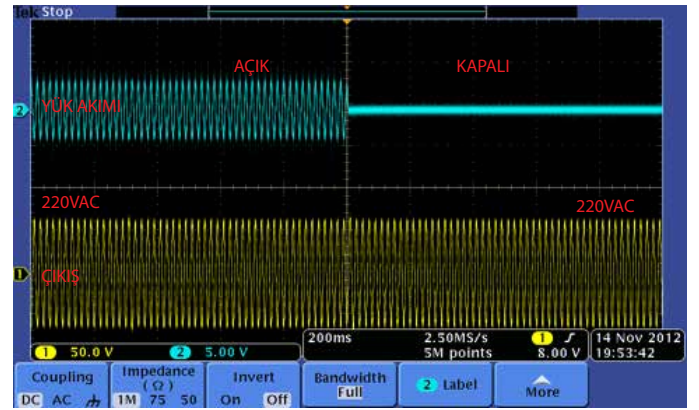 Tek Stop
AÇIK KAPALI
2 YÜK AKIMI
220VAC 220VAC
1 ÇIKIŞ
1 50.0 V 2 5.00 V
200ms 2.50MS/s 1 14 Nov 2012
5M points 8.00 V 19:53:42
Coupling Impedance Invert Bandwidth 2 Label More
(Ω) Full
DC AC 1M 75 50 On Off